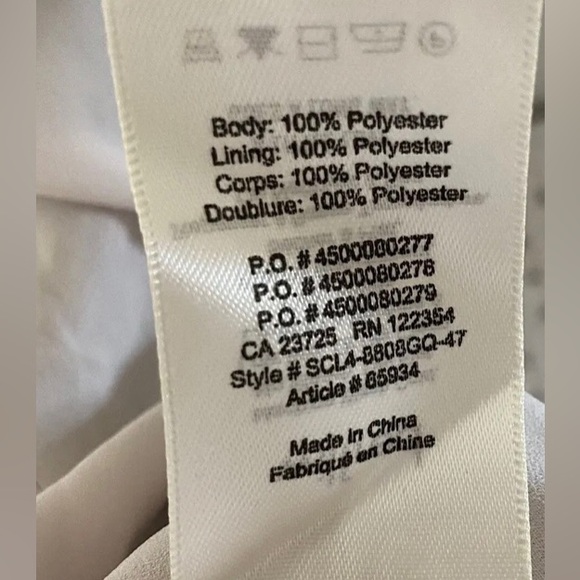 Body: 100% Polyester
Lining: 100% Polyester
Corps: 100% Polyester
Doublure: 100% Polyester
P.O. # 4500080277
P.O. # 4500080278
P.O. # 4500080279
CA 23725 RN 122354
Style # SCL4-8808GQ-47
Article # 65934
Made in China
Fabriqué en Chine